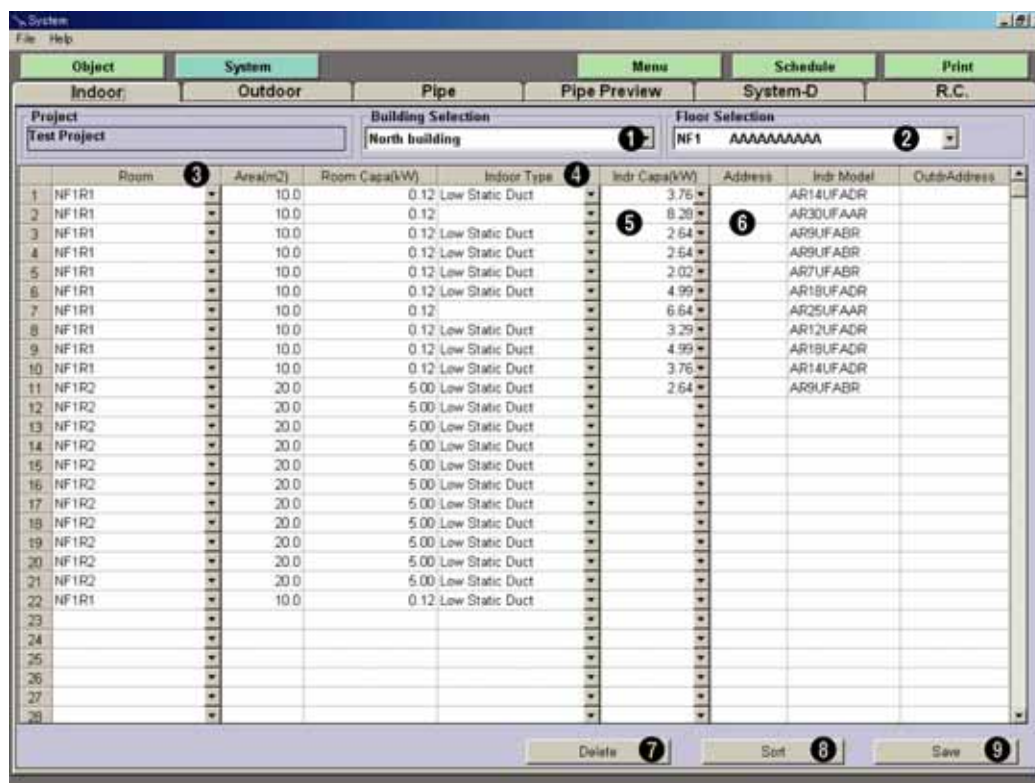 System
File Help
Object System Menu Schedule Print
Indoor Outdoor Pipe Pipe Preview System-D R.C.
Project Building Selection Floor Selection
Test Project North building 1 NF1 AAAAAAAAAA 2
Room 3 Area(m2) Room Capa(kW) Indoor Type 4 Indr Capa(kW) Address Indr Model OutdrAddress
1 NF1R1 10.0 0.12 Low Static Duct 3.76 AR14UFADR
2 NF1R1 10.0 0.12 8.28 AR30UFAAR
3 NF1R1 10.0 0.12 Low Static Duct 5 2.64 6 AR9UFABR
4 NF1R1 10.0 0.12 Low Static Duct 2.64 AR9UFABR
5 NF1R1 10.0 0.12 Low Static Duct 2.02 AR7UFABR
6 NF1R1 10.0 0.12 Low Static Duct 4.99 AR18UFADR
7 NF1R1 10.0 0.12 6.64 AR25UFAAR
8 NF1R1 10.0 0.12 Low Static Duct 3.29 AR12UFADR
9 NF1R1 10.0 0.12 Low Static Duct 4.99 AR18UFADR
10 NF1R1 10.0 0.12 Low Static Duct 3.76 AR14UFADR
11 NF1R2 20.0 5.00 Low Static Duct 2.64 AR9UFABR
12 NF1R2 20.0 5.00 Low Static Duct
13 NF1R2 20.0 5.00 Low Static Duct
14 NF1R2 20.0 5.00 Low Static Duct
15 NF1R2 20.0 5.00 Low Static Duct
16 NF1R2 20.0 5.00 Low Static Duct
17 NF1R2 20.0 5.00 Low Static Duct
18 NF1R2 20.0 5.00 Low Static Duct
19 NF1R2 20.0 5.00 Low Static Duct
20 NF1R2 20.0 5.00 Low Static Duct
21 NF1R2 20.0 5.00 Low Static Duct
22 NF1R1 10.0 0.12 Low Static Duct
23
24
25
26
27
28
Delete 7 Sort 8 Save 9